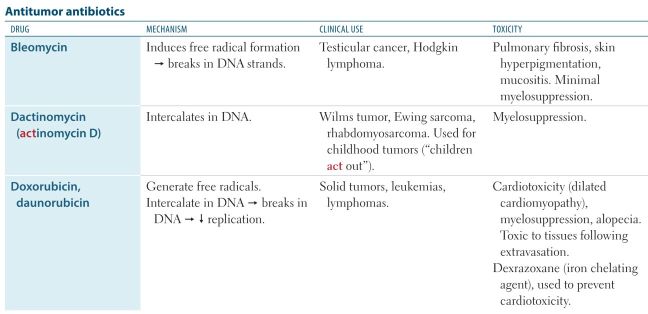 Antitumor antibiotics
DRUG MECHANISM CLINICAL USE TOXICITY
Bleomycin
Induces free radical formation
→ breaks in DNA strands.
Testicular cancer, Hodgkin
lymphoma.
Pulmonary fibrosis, skin
hyperpigmentation,
mucositis. Minimal
myelosuppression.
Dactinomycin
(actinomycin D)
Intercalates in DNA.
Wilms tumor, Ewing sarcoma,
rhabdomyosarcoma. Used for
childhood tumors (“children
act out”).
Myelosuppression.
Doxorubicin,
daunorubicin
Generate free radicals.
Intercalate in DNA → breaks in
DNA → ↓ replication.
Solid tumors, leukemias,
lymphomas.
Cardiotoxicity (dilated
cardiomyopathy),
myelosuppression, alopecia.
Toxic to tissues following
extravasation.
Dexrazoxane (iron chelating
agent), used to prevent
cardiotoxicity.